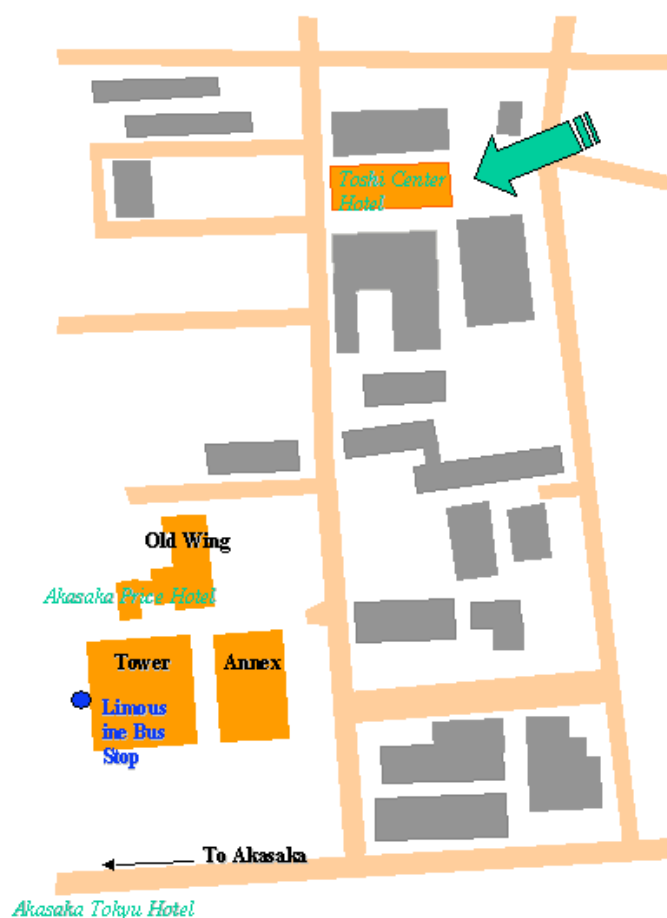 Toshi Center
Hotel
Old Wing
Akasaka Price Hotel
Tower
Annex
Limous
ine Bus
Stop
To Akasaka
Akasaka Tokyu Hotel